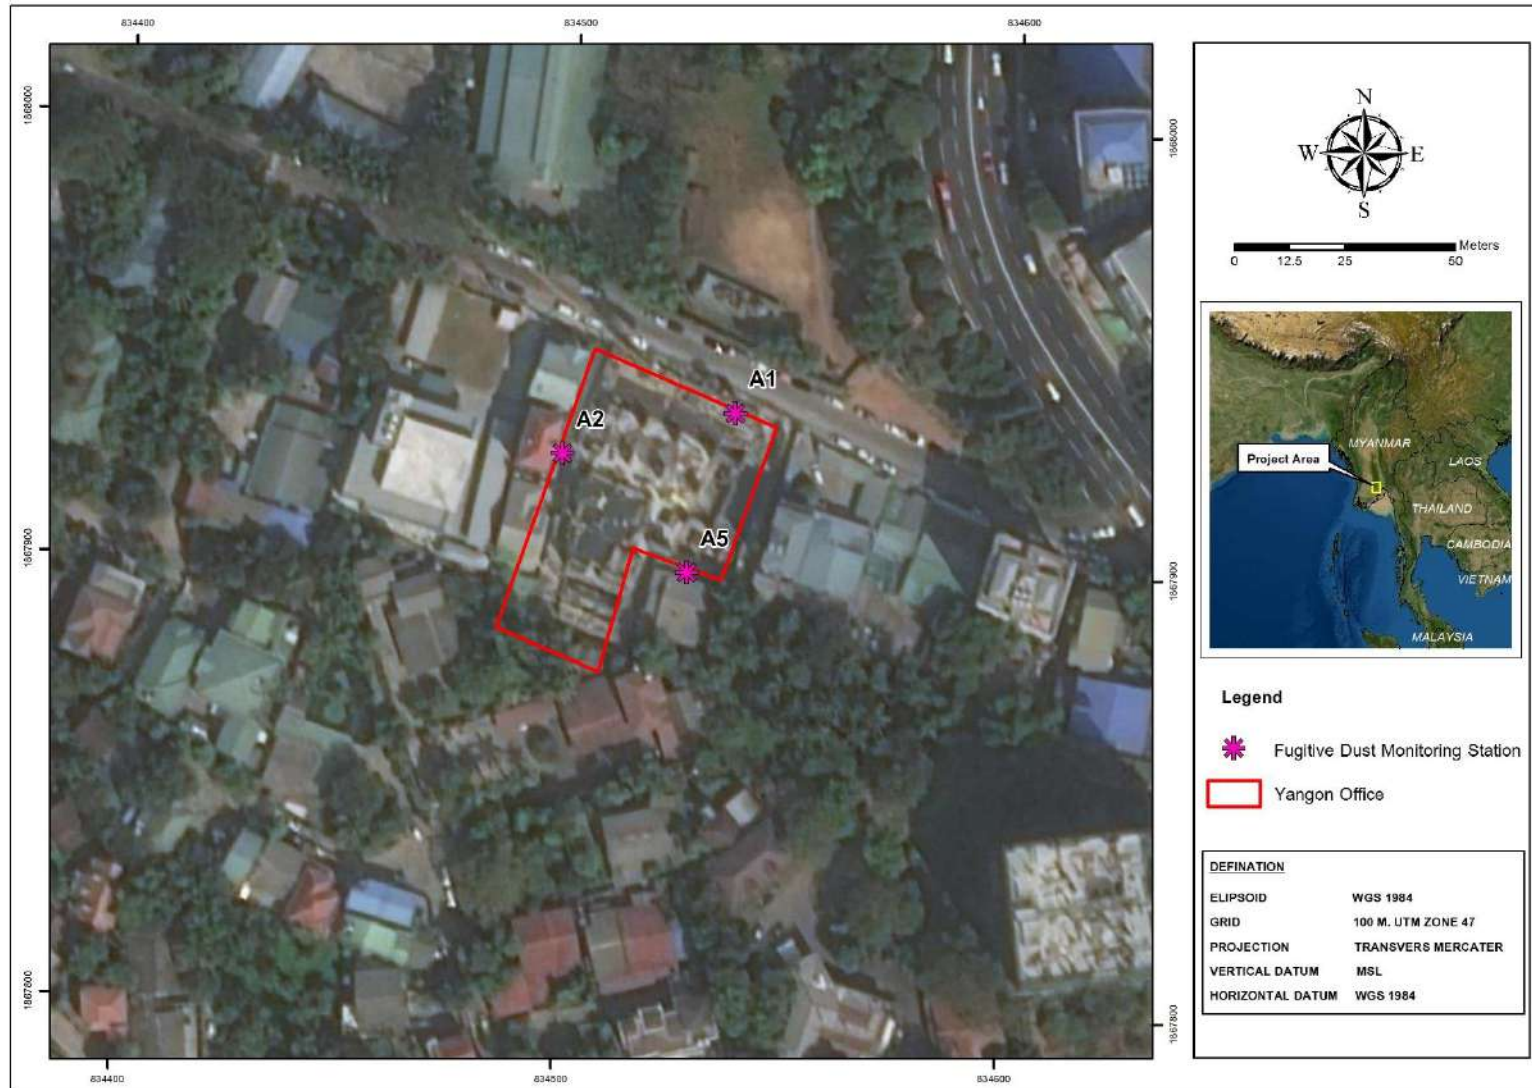 834400 834500 834600
1868000
1867900
1867800
A1
A2
A5
1868000
1867900
1867800
834400 834500 834600
N
W E
S
Meters
0 12.5 25 50
MYANMAR
LAOS
Project Area
THAILAND
CAMBODIA
VIETNAM
MALAYSIA
Legend
Fugitive Dust Monitoring Station
Yangon Office
DEFINATION
ELIPSOID WGS 1984
GRID 100 M. UTM ZONE 47
PROJECTION TRANSVERS MERCATER
VERTICAL DATUM MSL
HORIZONTAL DATUM WGS 1984